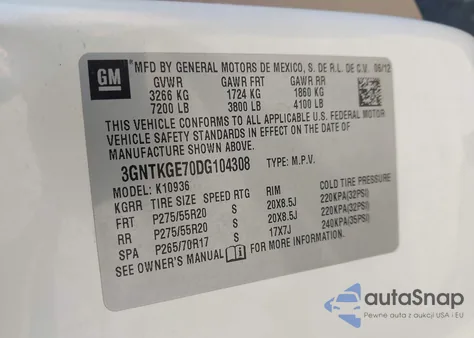 GM
MFD BY GENERAL MOTORS DE MEXICO, S. DE R.L. DE C.V. 06/12
GVWR GAWR FRT GAWR RR
3266 KG 1724 KG 1860 KG
7200 LB 3800 LB 4100 LB
THIS VEHICLE CONFORMS TO ALL APPLICABLE U.S. FEDERAL MOTOR
VEHICLE SAFETY STANDARDS IN EFFECT ON THE DATE OF
MANUFACTURE SHOWN ABOVE.
3GNTKGE70DG104308 TYPE: M.P.V.
MODEL: K10936
KGRR TIRE SIZE SPEED RTG RIM COLD TIRE PRESSURE
FRT P275/55R20 S 20X8.5J 220KPA(32PSI)
RR P275/55R20 S 20X8.5J 220KPA(32PSI)
SPA P265/70R17 S 17X7J 240KPA(35PSI)
SEE OWNER'S MANUAL FOR MORE INFORMATION.
autoSnap
Pewne auta z aukcji USA i EU